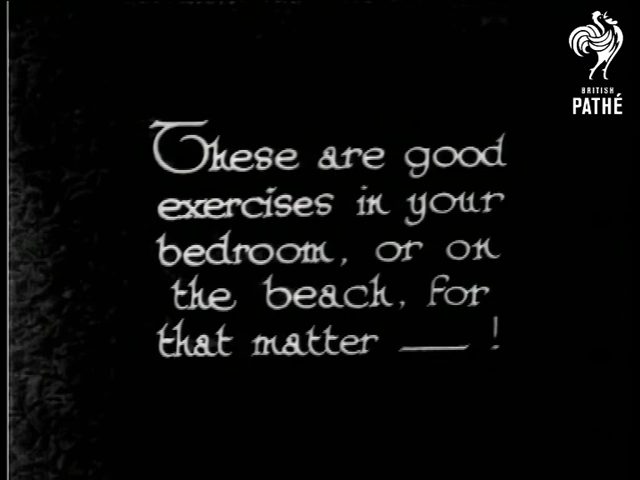 BRITISH
PATHÉ
These are good
exercises in your
bedroom, or on
the beach, for
that matter —— !